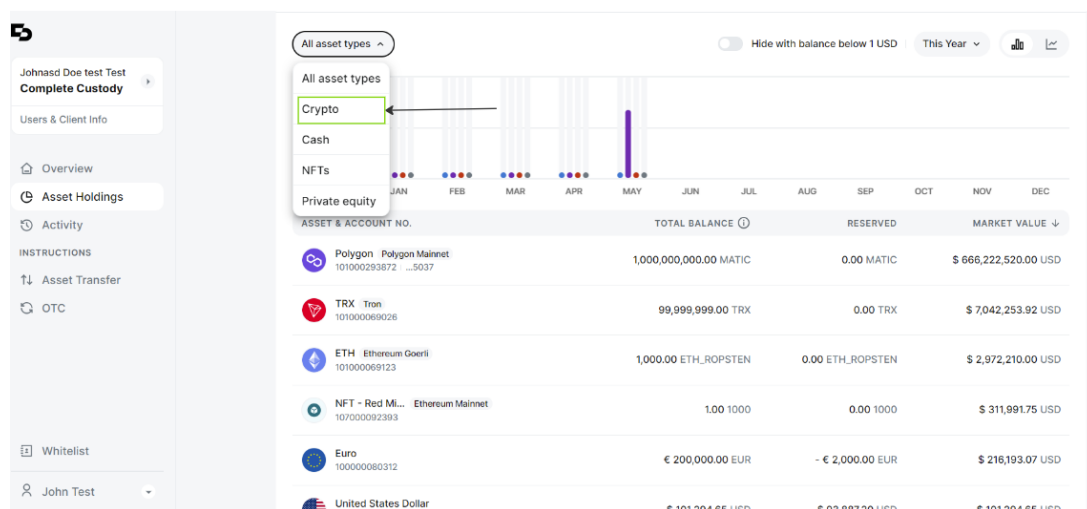 All asset types
Hide with balance below 1 USD
This Year
Johnasd Doe test Test
Complete Custody
Users & Client Info
Overview
Asset Holdings
Activity
INSTRUCTIONS
Asset Transfer
OTC
Whitelist
John Test
All asset types
Crypto
Cash
NFTs
Private equity
JAN FEB MAR APR MAY JUN JUL AUG SEP OCT NOV DEC
ASSET & ACCOUNT NO. TOTAL BALANCE RESERVED MARKET VALUE
Polygon Polygon Mainnet
101000293872 ...5037
1,000,000,000.00 MATIC 0.00 MATIC $ 666,222,520.00 USD
TRX Tron
101000069026
99,999,999.00 TRX 0.00 TRX $ 7,042,253.92 USD
ETH Ethereum Goerli
101000069123
1,000.00 ETH_ROPSTEN 0.00 ETH_ROPSTEN $ 2,972,210.00 USD
NFT - Red Mi... Ethereum Mainnet
107000092393
1.00 1000 0.00 1000 $ 311,991.75 USD
Euro
100000080312
€ 200,000.00 EUR - € 2,000.00 EUR $ 216,193.07 USD
United States Dollar